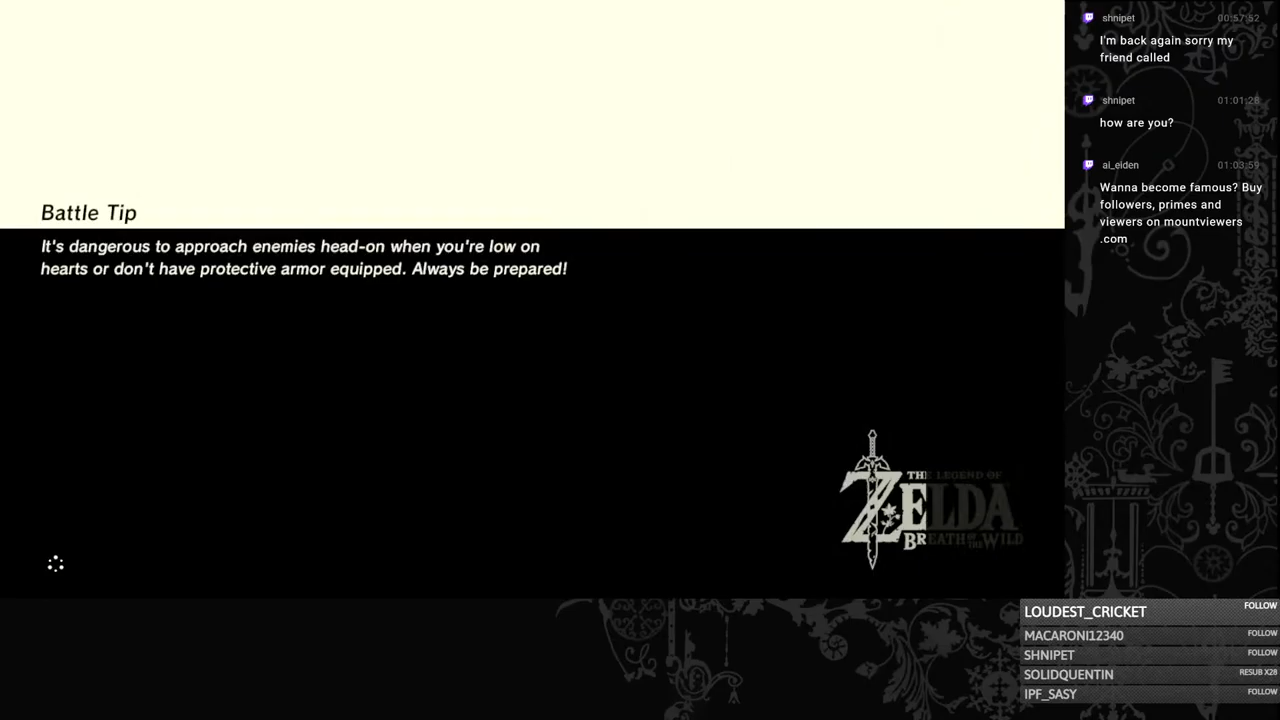 Battle Tip
It's dangerous to approach enemies head-on when you're low on
hearts or don't have protective armor equipped. Always be prepared!
THE LEGEND OF
ZELDA
BREATH OF THE WILD
shnipet 00:57:52
I'm back again sorry my
friend called
shnipet 01:01:28
how are you?
ai_eiden 01:03:59
Wanna become famous? Buy
followers, primes and
viewers on mountviewers
.com
LOUDEST_CRICKET FOLLOW
MACARONI12340 FOLLOW
SHNIPET FOLLOW
SOLIDQUENTIN RESUB X28
IPF_SASY FOLLOW